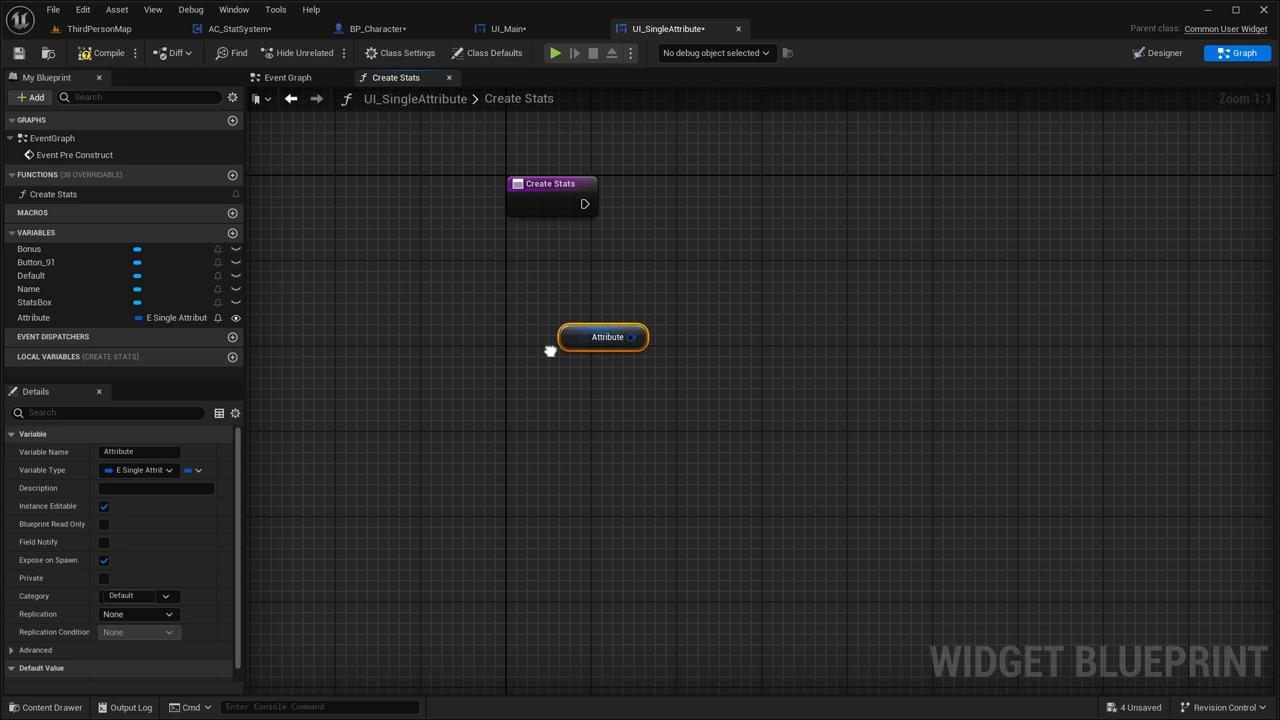 File Edit Asset View Debug Window Tools Help
ThirdPersonMap AC_StatSystem* BP_Character* UI_Main* UI_SingleAttribute*
Parent class: Common User Widget
Compile Diff Find Hide Unrelated Class Settings Class Defaults No debug object selected Designer Graph
My Blueprint Event Graph Create Stats
Add Search UI_SingleAttribute > Create Stats Zoom 1:1
GRAPHS
EventGraph
Event Pre Construct
FUNCTIONS (38 OVERRIDABLE)
Create Stats
MACROS
VARIABLES
Bonus
Button_91
Default
Name
StatsBox
Attribute E Single Attribut
EVENT DISPATCHERS
LOCAL VARIABLES (CREATE STATS)
Create Stats
Attribute
Details
Search
Variable
Variable Name Attribute
Variable Type E Single Attrib
Description
Instance Editable
Blueprint Read Only
Field Notify
Expose on Spawn
Private
Category Default
Replication None
Replication Condition None
Advanced
Default Value
WIDGET BLUEPRINT
Content Drawer Output Log Cmd Enter Console Command 4 Unsaved Revision Control